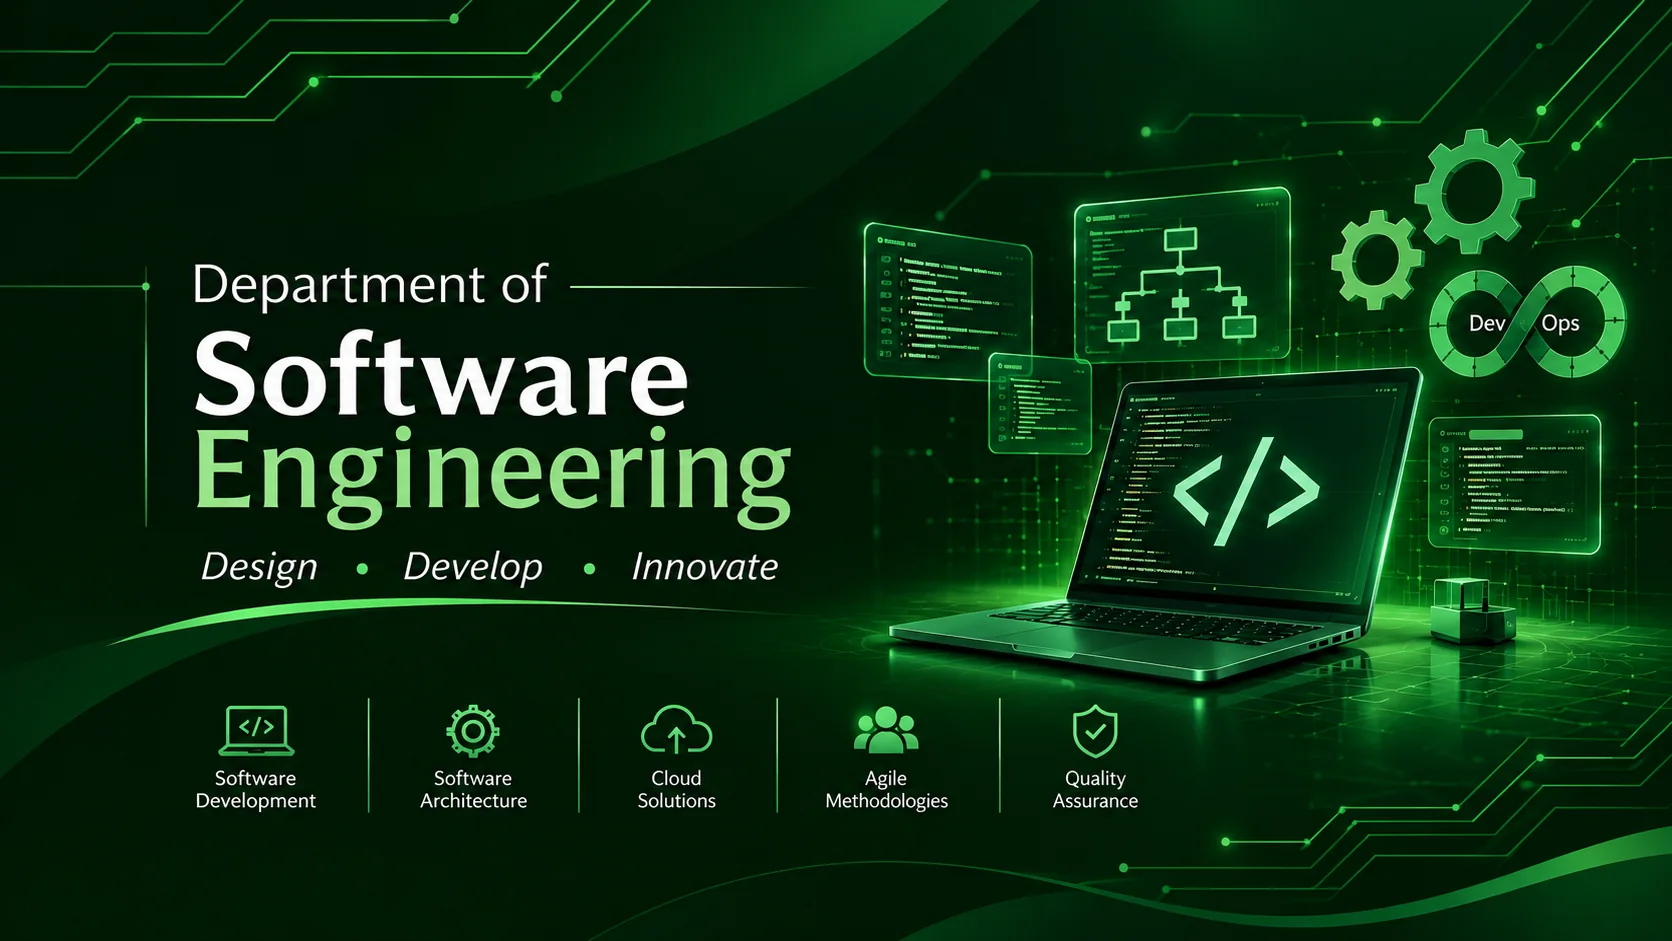 Department of
Software
Engineering
Design • Develop • Innovate
Dev Ops
</>
</>
Software
Development
Software
Architecture
Cloud
Solutions
Agile
Methodologies
Quality
Assurance